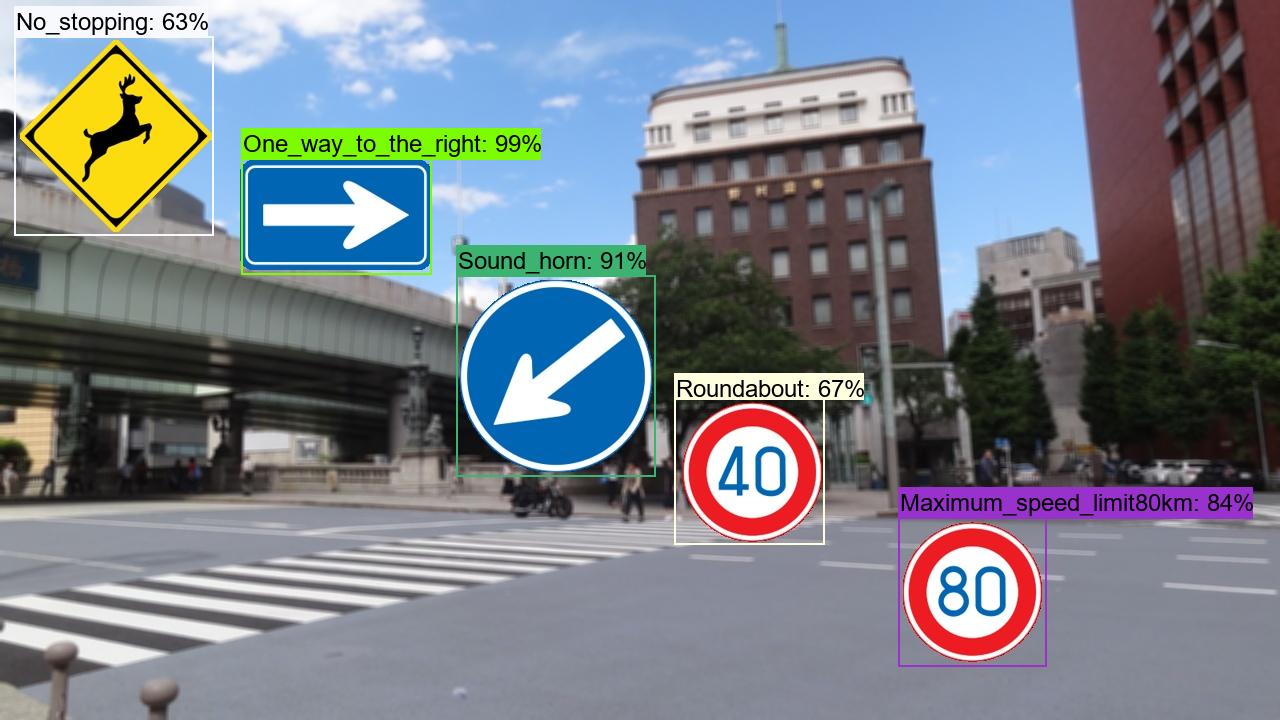 No_stopping: 63%
One_way_to_the_right: 99%
Sound_horn: 91%
Roundabout: 67%
40
Maximum_speed_limit80km: 84%
80